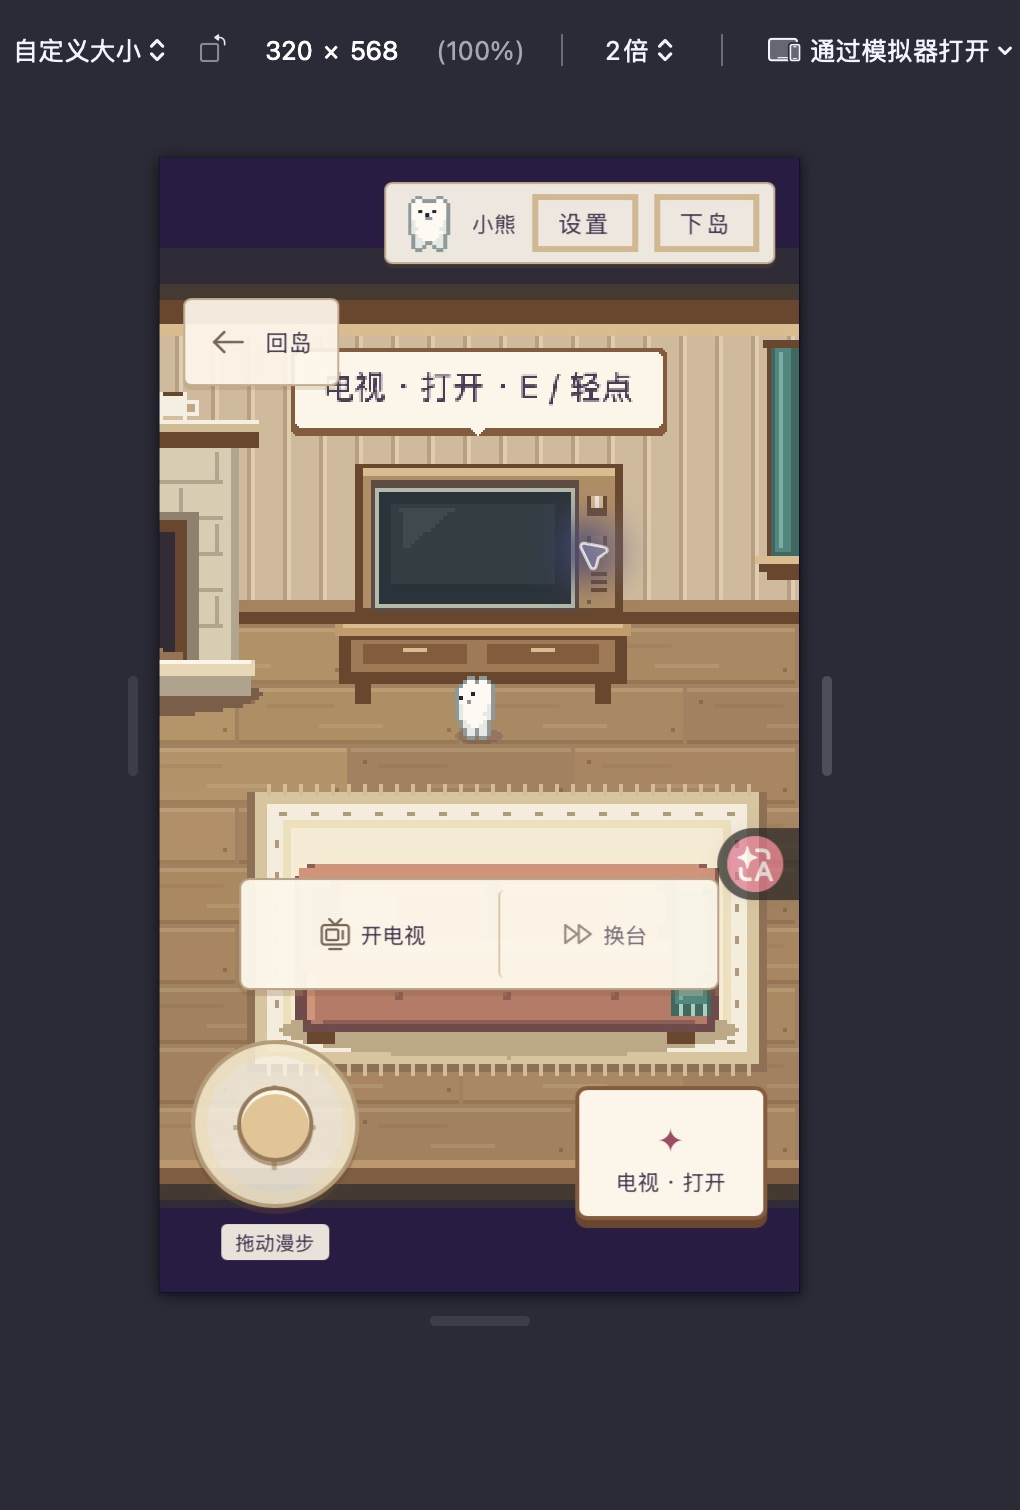 自定义大小 320 × 568 (100%) 2倍 通过模拟器打开
小熊 设置 下岛
回岛
电视 · 打开 · E / 轻点
开电视 换台
电视 · 打开
拖动漫步